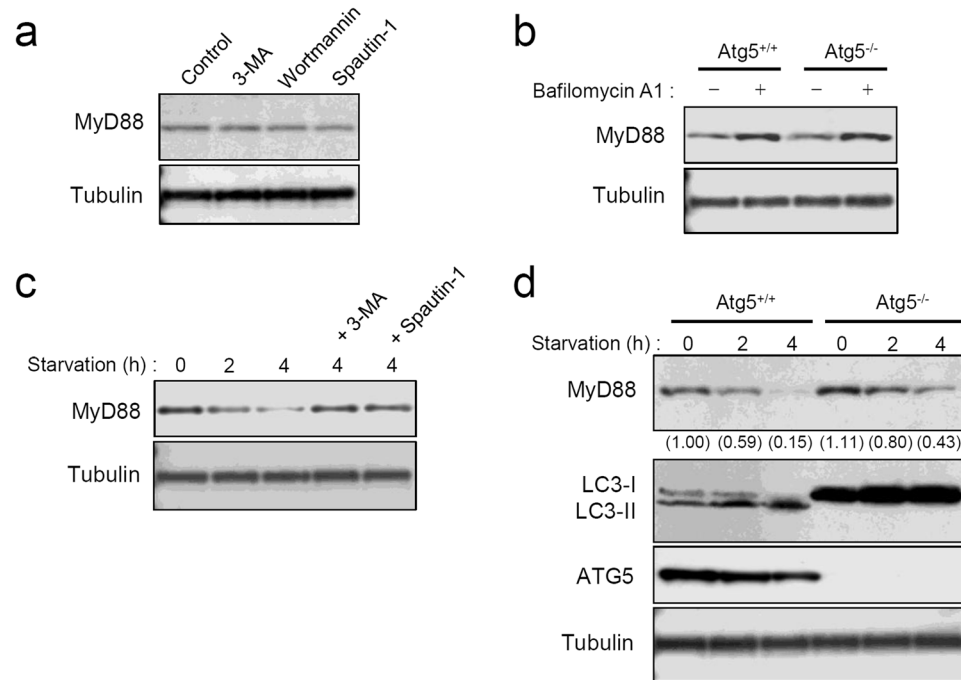 a
Control 3-MA Wortmannin Spautin-1
MyD88
Tubulin
b
Atg5+/+ Atg5-/-
Bafilomycin A1 : − + − +
MyD88
Tubulin
c
+ 3-MA + Spautin-1
Starvation (h) : 0 2 4 4 4
MyD88
Tubulin
d
Atg5+/+ Atg5-/-
Starvation (h) : 0 2 4 0 2 4
MyD88
(1.00) (0.59) (0.15) (1.11) (0.80) (0.43)
LC3-I
LC3-II
ATG5
Tubulin